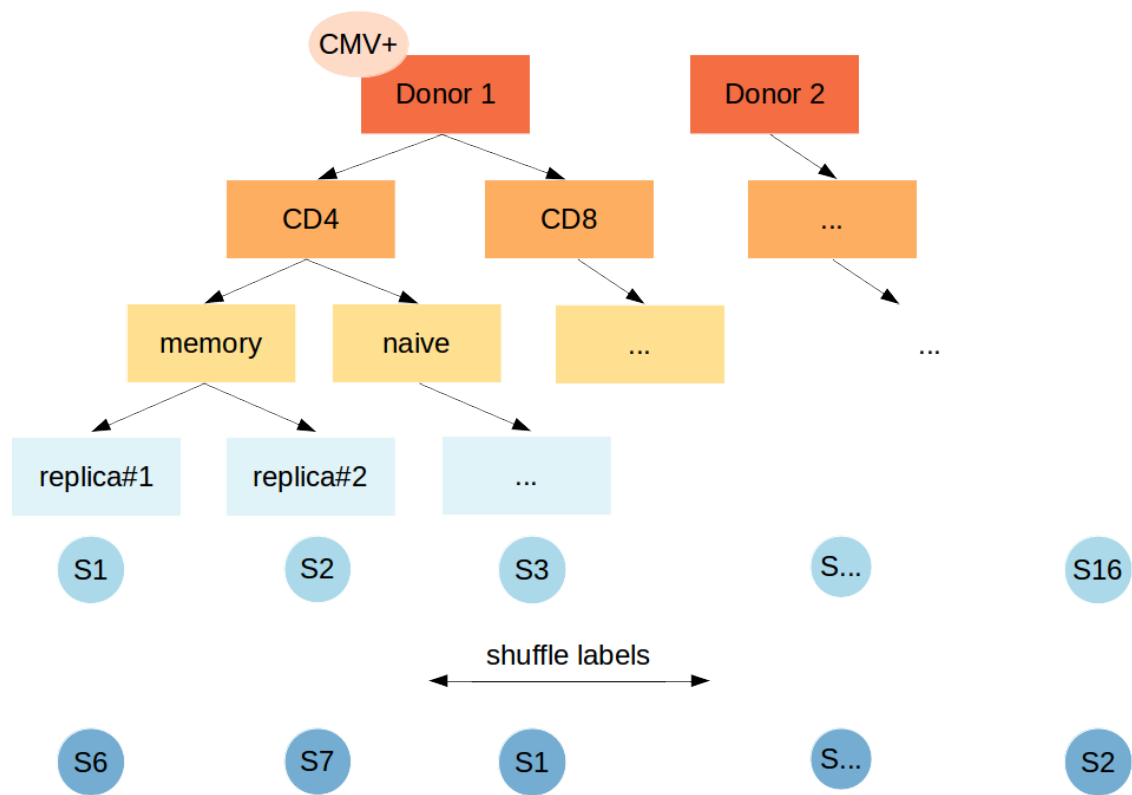 CMV+
Donor 1
Donor 2
CD4
CD8
...
memory
naive
...
...
replica#1
replica#2
...
S1
S2
S3
S...
S16
shuffle labels
S6
S7
S1
S...
S2